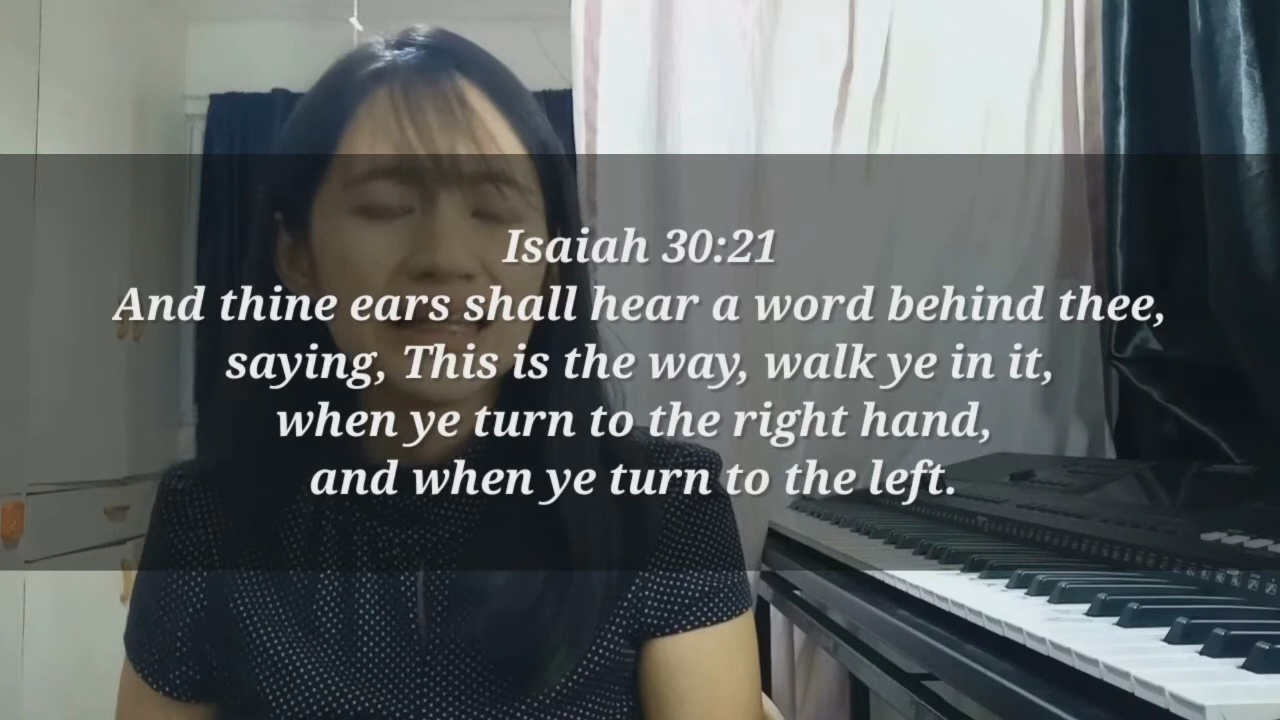 Isaiah 30:21
And thine ears shall hear a word behind thee,
saying, This is the way, walk ye in it,
when ye turn to the right hand,
and when ye turn to the left.